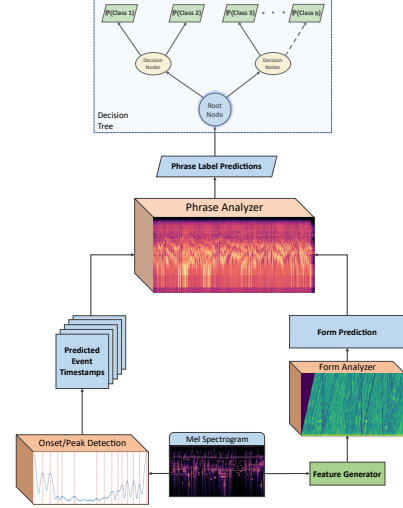 ℙ(Class 1) ℙ(Class 2) ℙ(Class 3) ℙ(Class n)
Decision
Nodes
Decision
Nodes
Root
Node
Decision
Tree
Phrase Label Predictions
Phrase Analyzer
Predicted
Event
Timestamps
Form Prediction
Form Analyzer
Onset/Peak Detection
Mel Spectrogram
Feature Generator